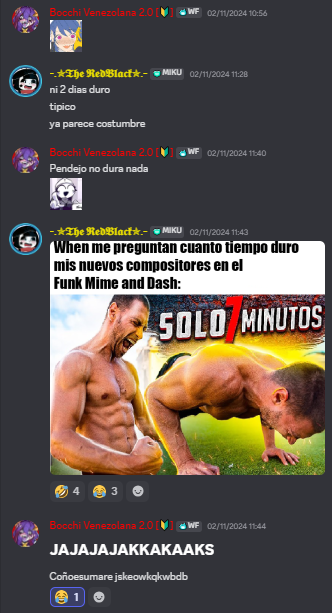 Bocchi Venezolana 2.0 [🔰] WF 02/11/2024 10:56
-.★𝕿𝖍𝖊 𝕽𝖊𝖉𝕭𝖑𝖆𝖈𝖐★.- MIKU 02/11/2024 11:28
ni 2 dias duro
tipico
ya parece costumbre
Bocchi Venezolana 2.0 [🔰] WF 02/11/2024 11:40
Pendejo no dura nada
-.★𝕿𝖍𝖊 𝕽𝖊𝖉𝕭𝖑𝖆𝖈𝖐★.- MIKU 02/11/2024 11:43
When me preguntan cuanto tiempo duro
mis nuevos compositores en el
Funk Mime and Dash:
SOLO 7 MINUTOS
🤣 4 😂 3
Bocchi Venezolana 2.0 [🔰] WF 02/11/2024 11:44
JAJAJAJAKKAKAAKS
Coñoesumare jskeowkqkwbdb
😂 1